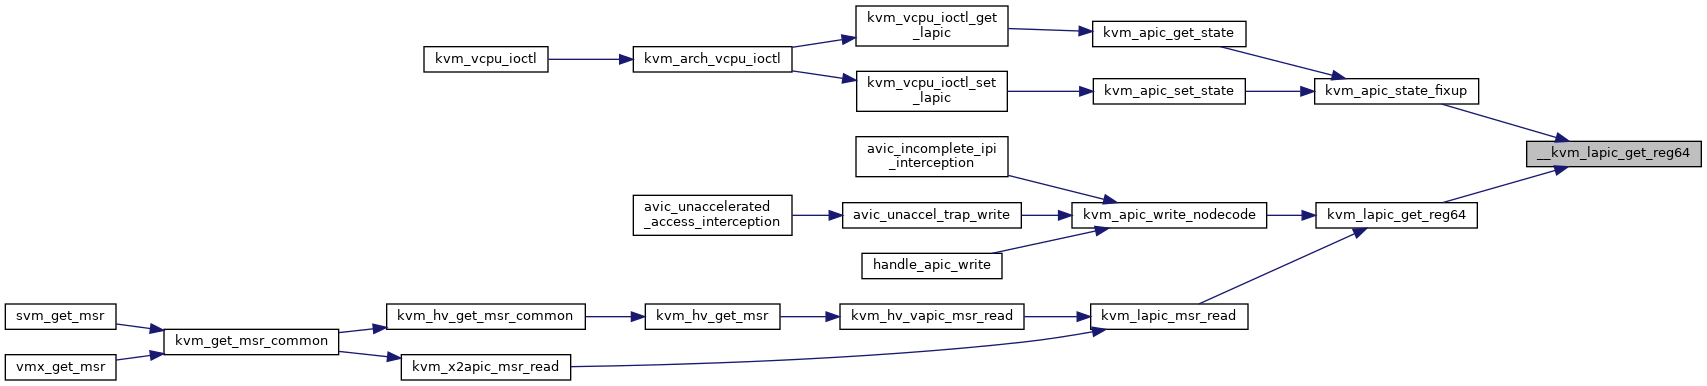 kvm_vcpu_ioctl_get
_lapic
kvm_apic_get_state
kvm_vcpu_ioctl
kvm_arch_vcpu_ioctl
kvm_vcpu_ioctl_set
_lapic
kvm_apic_set_state
kvm_apic_state_fixup
avic_incomplete_ipi
_interception
__kvm_lapic_get_reg64
avic_unaccelerated
_access_interception
avic_unaccel_trap_write
kvm_apic_write_nodecode
kvm_lapic_get_reg64
handle_apic_write
svm_get_msr
kvm_hv_get_msr_common
kvm_hv_get_msr
kvm_hv_vapic_msr_read
kvm_lapic_msr_read
kvm_get_msr_common
vmx_get_msr
kvm_x2apic_msr_read